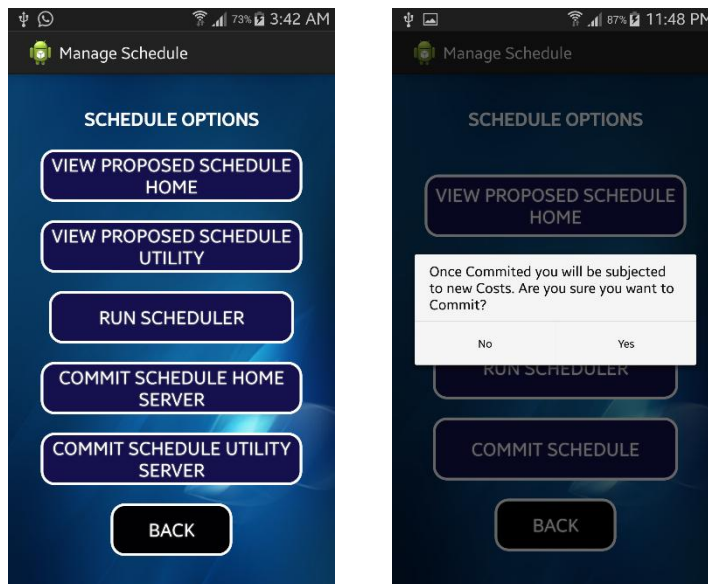 73% 3:42 AM
Manage Schedule
SCHEDULE OPTIONS
VIEW PROPOSED SCHEDULE
HOME
VIEW PROPOSED SCHEDULE
UTILITY
RUN SCHEDULER
COMMIT SCHEDULE HOME
SERVER
COMMIT SCHEDULE UTILITY
SERVER
BACK
87% 11:48 PM
Manage Schedule
SCHEDULE OPTIONS
VIEW PROPOSED SCHEDULE
HOME
Once Commited you will be subjected
to new Costs. Are you sure you want to
Commit?
No Yes
RUN SCHEDULER
COMMIT SCHEDULE
BACK